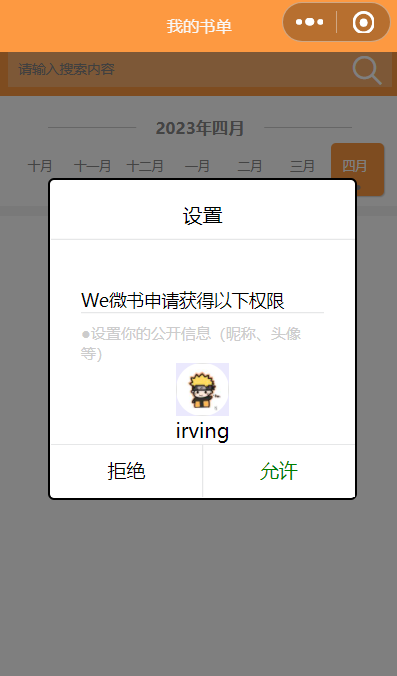 我的书单
请输入搜索内容
2023年四月
十月 十一月 十二月 一月 二月 三月 四月
设置
We微书申请获得以下权限
●设置你的公开信息（昵称、头像
等）
irving
拒绝 允许